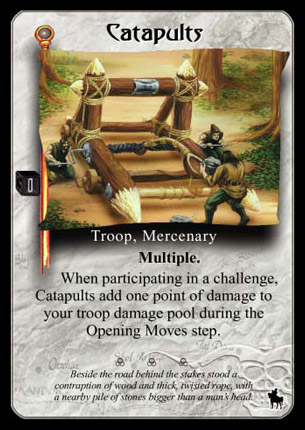 Catapults
Troop, Mercenary
Multiple.
When participating in a challenge,
Catapults add one point of damage to
your troop damage pool during the
Opening Moves step.
Beside the road behind the stakes stood a
contraption of wood and thick, twisted rope, with
a nearby pile of stones bigger than a man's head.